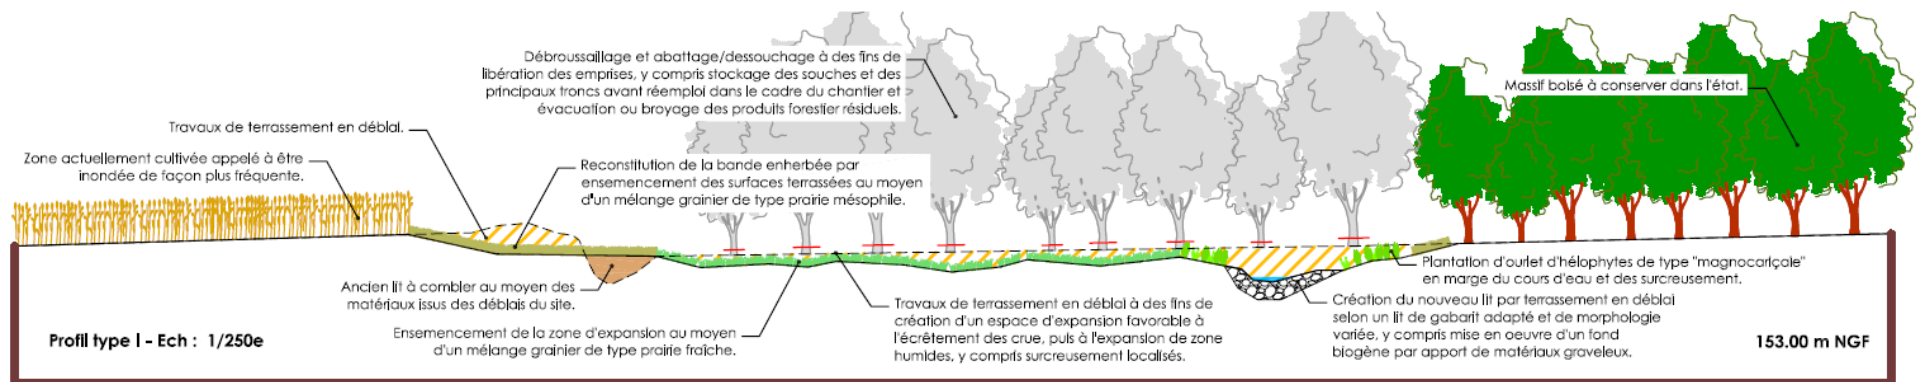 Débroussaillage et abattage/dessouchage à des fins de
libération des emprises, y compris stockage des souches et des
principaux troncs avant réemploi dans le cadre du chantier et
évacuation ou broyage des produits forestier résiduels.
Massif boisé à conserver dans l'état.
Travaux de terrassement en déblai.
Zone actuellement cultivée appelé à être
inondée de façon plus fréquente.
Reconstitution de la bande enherbée par
ensemencement des surfaces terrassées au moyen
d'un mélange grainier de type prairie mésophile.
Ancien lit à combler au moyen des
matériaux issus des déblais du site.
Ensemencement de la zone d'expansion au moyen
d'un mélange grainier de type prairie fraîche.
Travaux de terrassement en déblai à des fins de
création d'un espace d'expansion favorable à
l'écrêtement des crue, puis à l'expansion de zone
humides, y compris surcreusement localisés.
Plantation d'ourlet d'hélophytes de type "magnocariçaie"
en marge du cours d'eau et des surcreusement.
Création du nouveau lit par terrassement en déblai
selon un lit de gabarit adapté et de morphologie
variée, y compris mise en oeuvre d'un fond
biogène par apport de matériaux graveleux.
Profil type I - Ech : 1/250e
153.00 m NGF